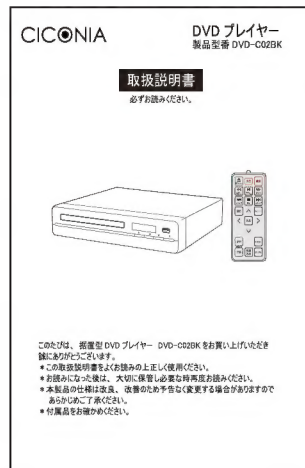 CICONIA
DVD プレイヤー
製品型番 DVD-C02BK
取扱説明書
必ずお読みください。
このたびは、据置型 DVD プレイヤー DVD-C02BK をお買い上げいただき
誠にありがとうございます。
＊この取扱説明書をよくお読みの上正しく使用ください。
＊お読みになった後は、大切に保管し必要な時再度お読みください。
＊本製品の仕様は改良、改善のため予告なく変更する場合がありますので
あらかじめご了承ください。
＊付属品をお確かめください。